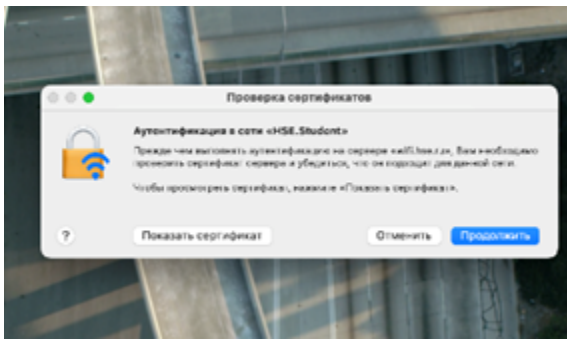 Проверка сертификатов
Аутентификация в сети «HSE.Student»
Прежде чем выполнять аутентификацию на сервере «wifi.hse.ru», Вам необходимо
проверить сертификат сервера и убедиться, что он подходит для данной сети.
Чтобы просмотреть сертификат, нажмите «Показать сертификат».
?
Показать сертификат
Отменить
Продолжить